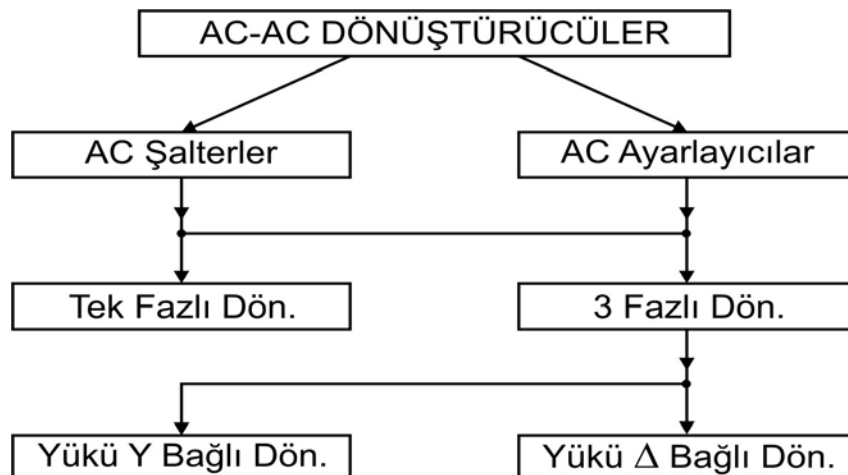 AC-AC DÖNÜŞTÜRÜCÜLER
AC Şalterler
AC Ayarlayıcılar
Tek Fazlı Dön.
3 Fazlı Dön.
Yükü Y Bağlı Dön.
Yükü Δ Bağlı Dön.